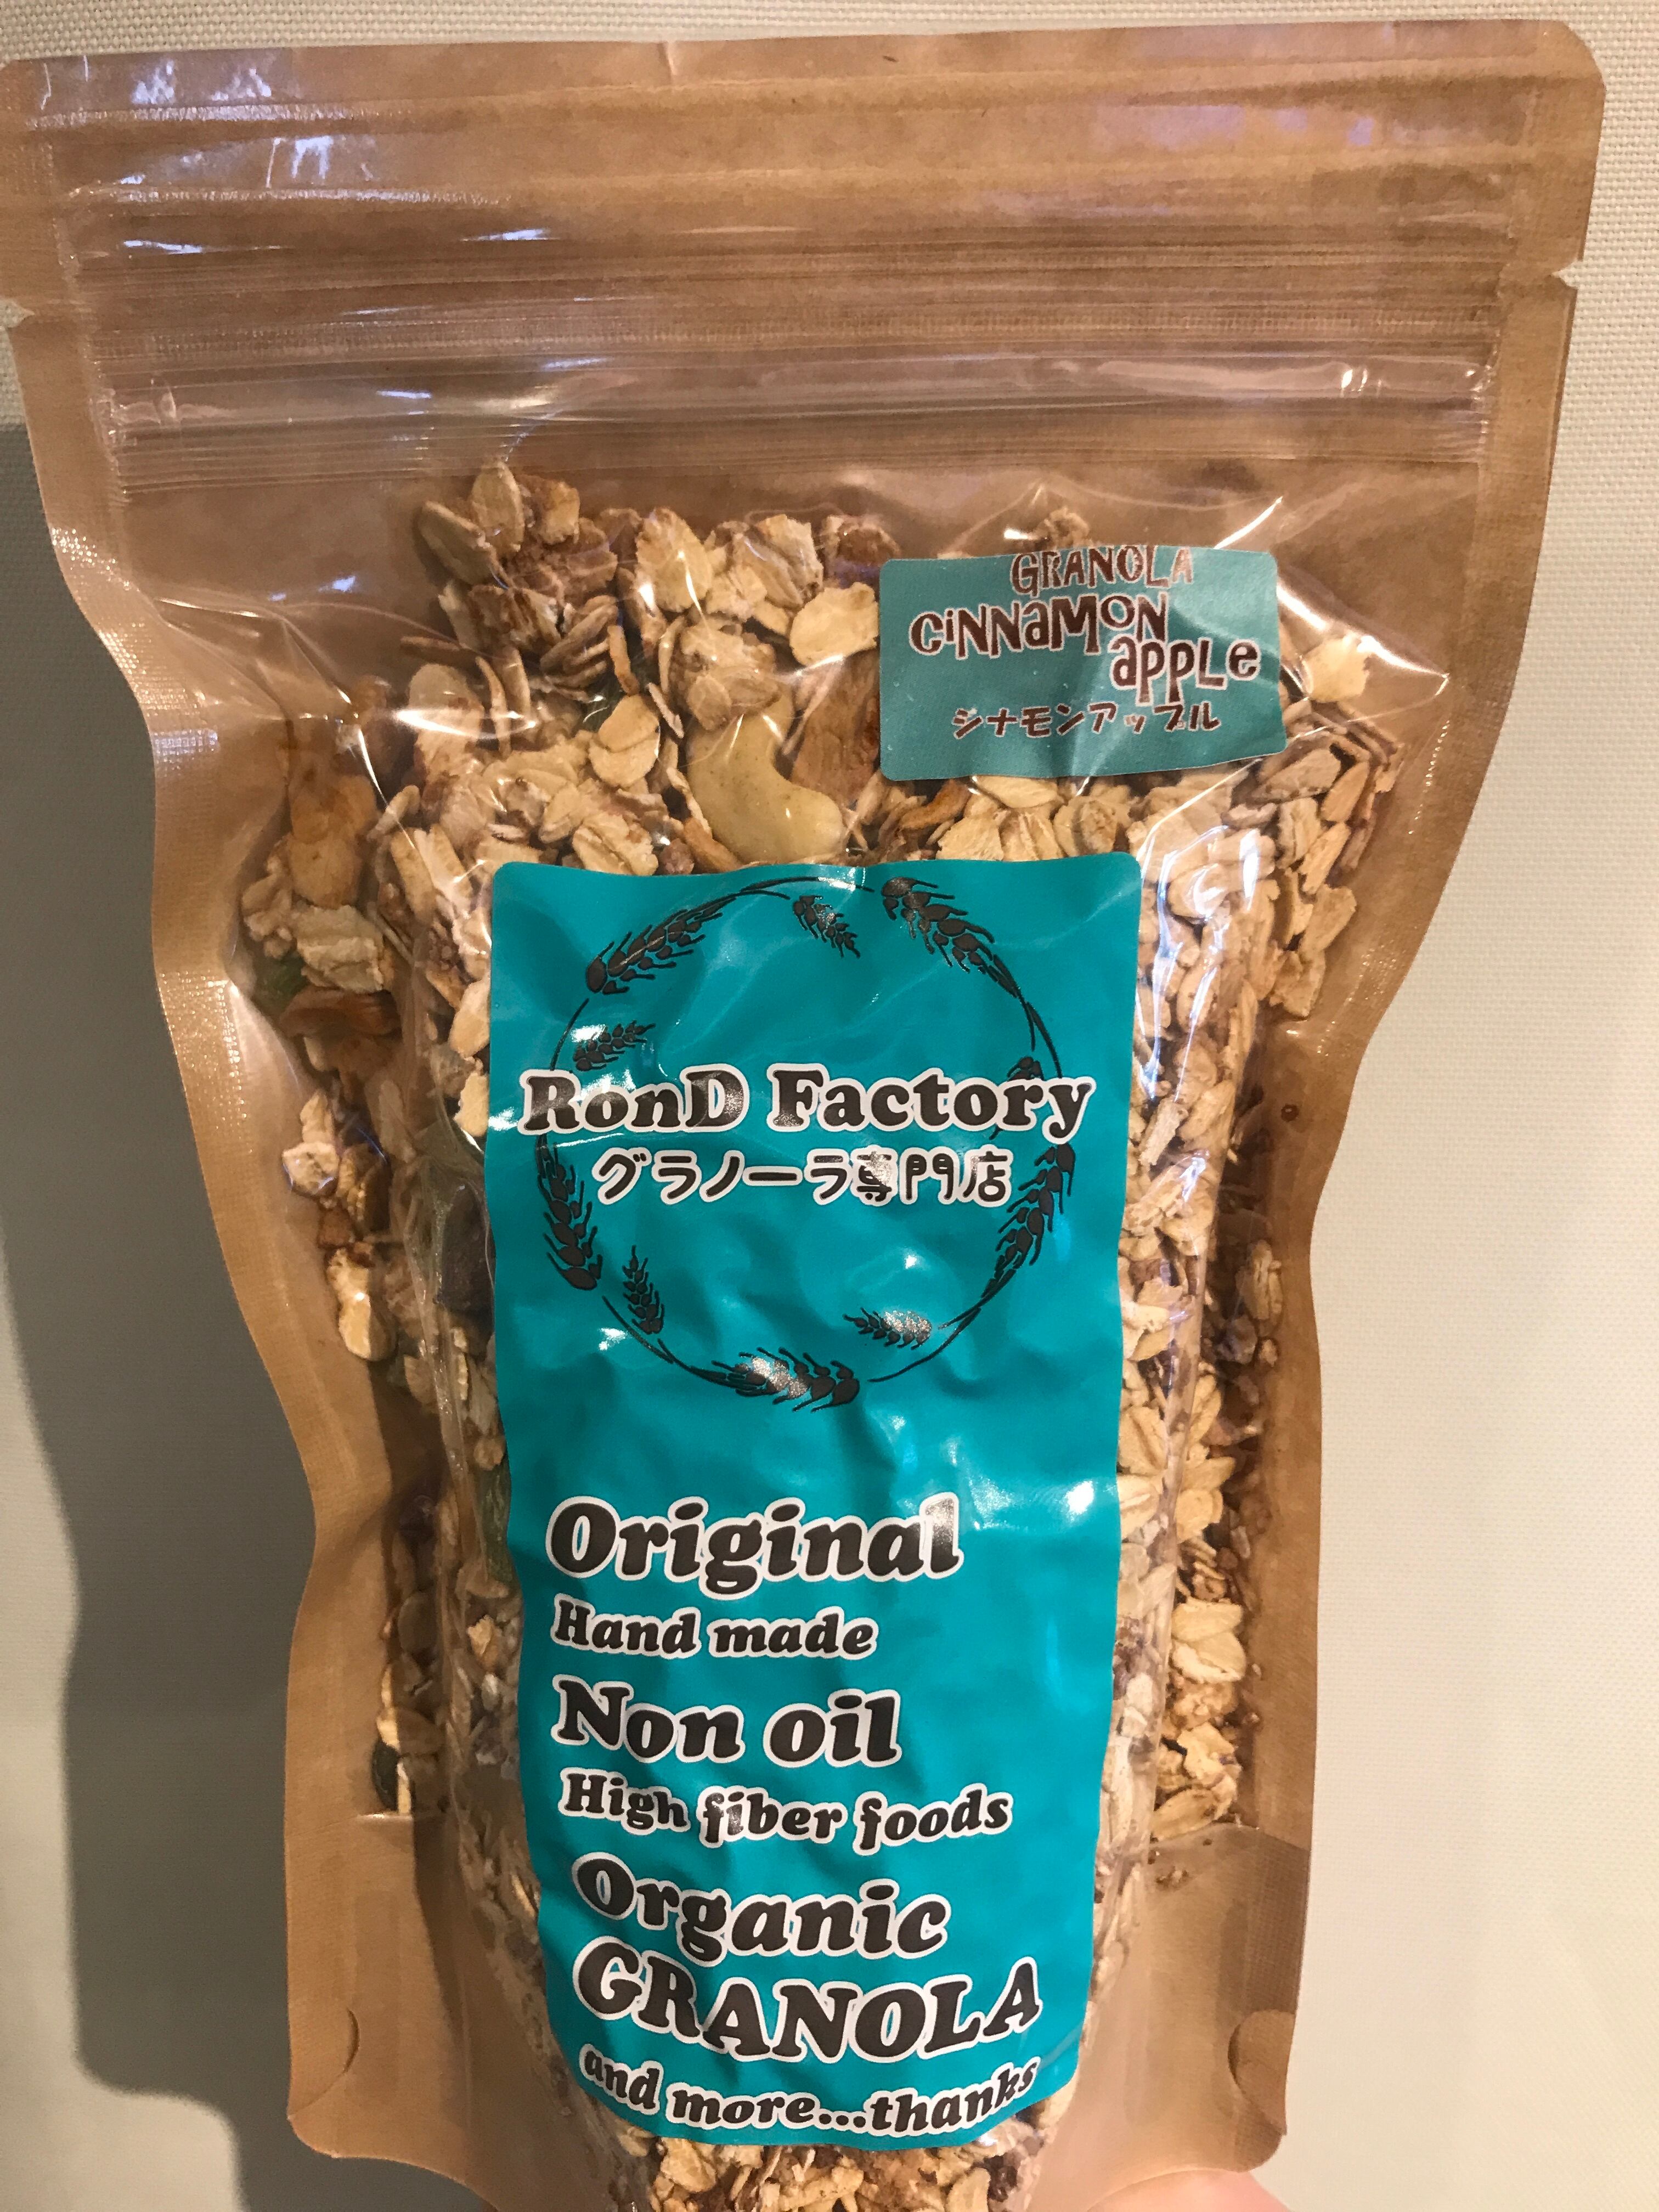 GRANOLA
CiNNaMON
apple
シナモンアップル
RonD Factory
グラノーラ専門店
Original
Hand made
Non oil
High fiber foods
Organic
GRANOLA
and more...thanks